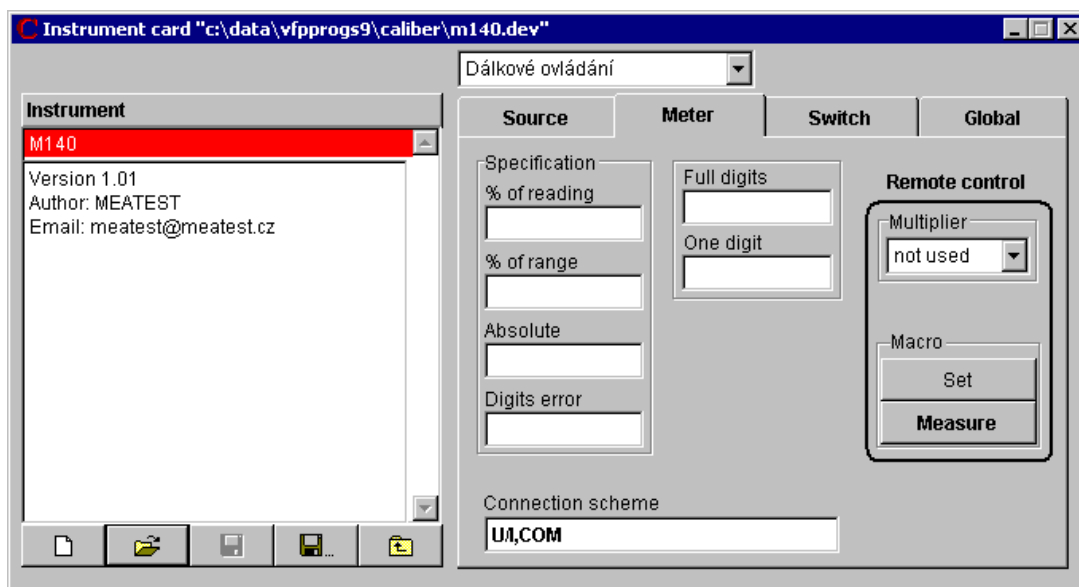 Instrument card "c:\data\vfpprogs9\caliber\m140.dev"
Dálkové ovládání
Instrument
M140
Version 1.01
Author: MEATEST
Email: meatest@meatest.cz
Source
Meter
Switch
Global
Specification
% of reading
% of range
Absolute
Digits error
Full digits
One digit
Remote control
Multiplier
not used
Macro
Set
Measure
Connection scheme
U/I,COM